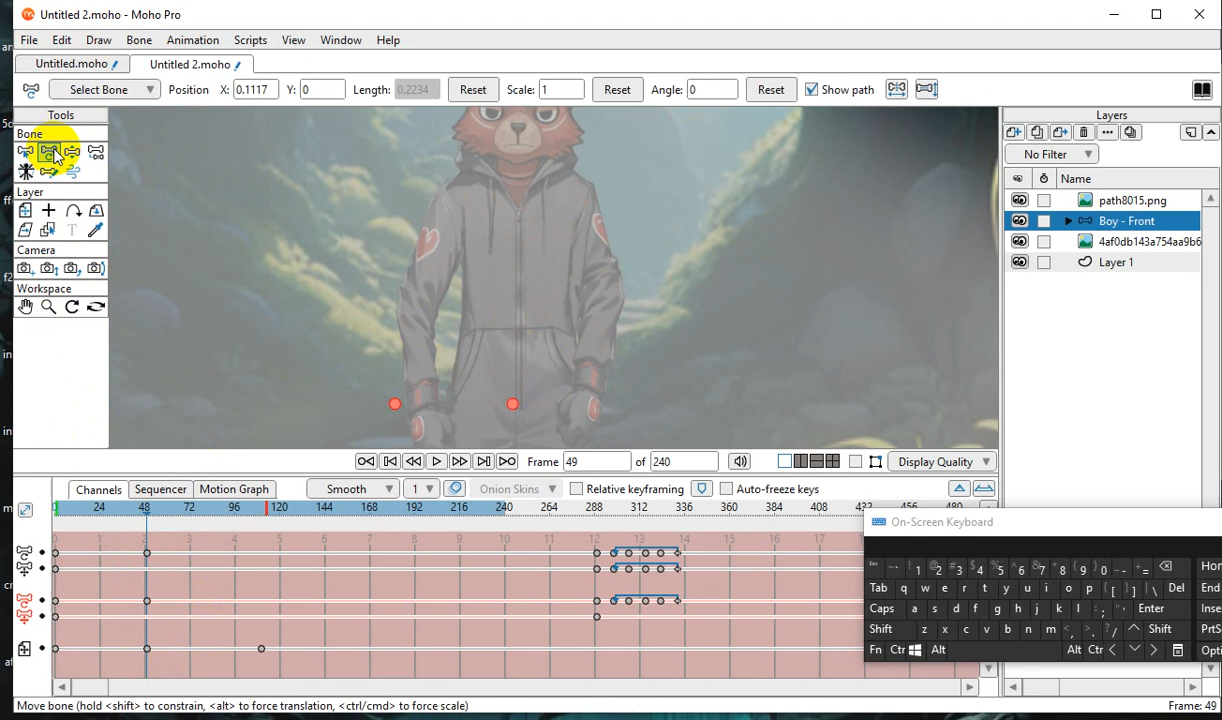 Untitled 2.moho - Moho Pro
File Edit Draw Bone Animation Scripts View Window Help
Untitled.moho Untitled 2.moho
Select Bone Position X: 0.1117 Y: 0 Length: 0.2234 Reset Scale: 1 Reset Angle: 0 Reset Show path
Tools
Bone
Layer
Camera
Workspace
Layers
No Filter
Name
path8015.png
Boy - Front
4af0db143a754aa9b6
Layer 1
Frame 49 of 240 Display Quality
Channels Sequencer Motion Graph Smooth 1 Onion Skins Relative keyframing Auto-freeze keys
0 24 48 72 96 120 144 168 192 216 240 264 288 312 336 360 384 408 432 456 480
0 1 2 3 4 5 6 7 8 9 10 11 12 13 14 15 16 17
On-Screen Keyboard
Esc ~` !1 @2 #3 $4 %5 ^6 &7 *8 (9 )0 _- += Hom
Tab q w e r t y u i o p {[ }] |\ Del End
Caps a s d f g h j k l :; "' Enter Inse
Shift z x c v b n m <, >. ?/ Shift PrtS
Fn Ctr Alt Alt Ctr Opti
Move bone (hold <shift> to constrain, <alt> to force translation, <ctrl/cmd> to force scale) Frame: 49